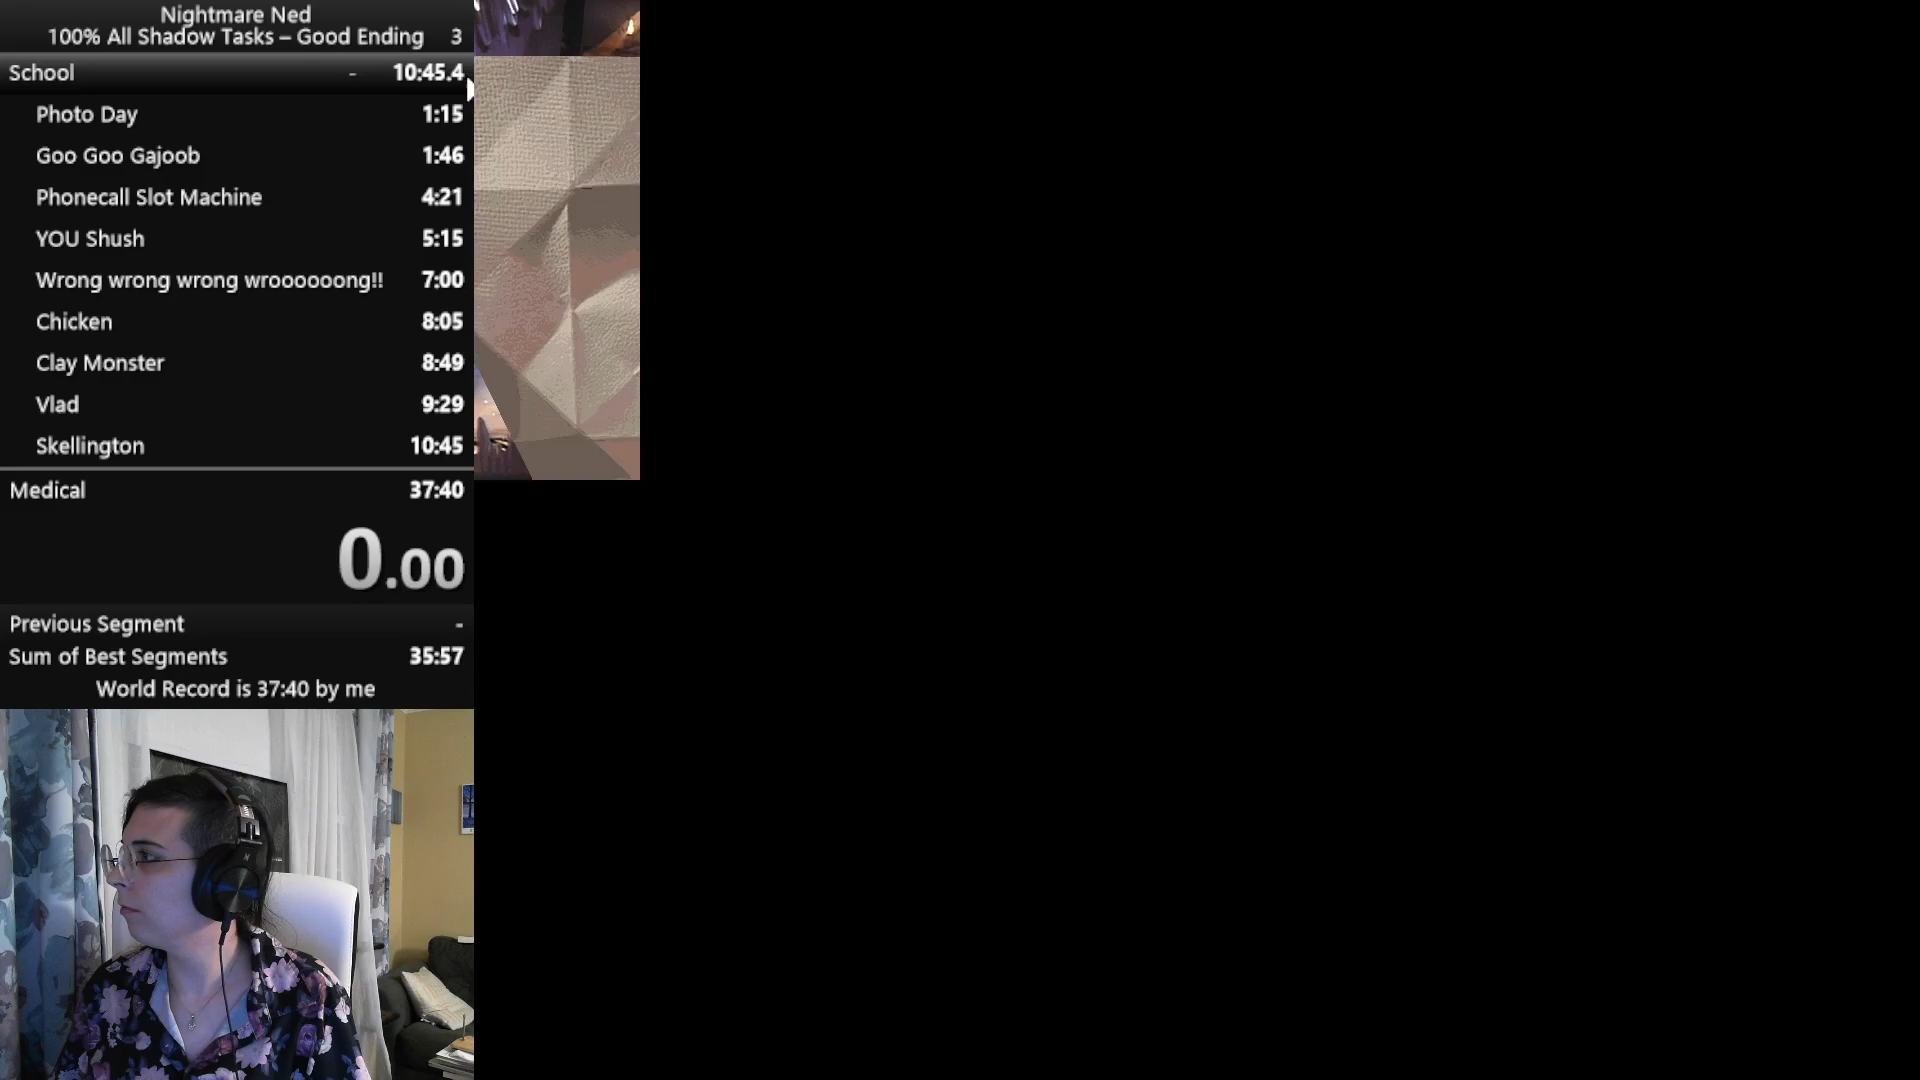 Nightmare Ned
100% All Shadow Tasks – Good Ending 3
School - 10:45.4
Photo Day 1:15
Goo Goo Gajoob 1:46
Phonecall Slot Machine 4:21
YOU Shush 5:15
Wrong wrong wrong wroooooong!! 7:00
Chicken 8:05
Clay Monster 8:49
Vlad 9:29
Skellington 10:45
Medical 37:40
0.00
Previous Segment -
Sum of Best Segments 35:57
World Record is 37:40 by me